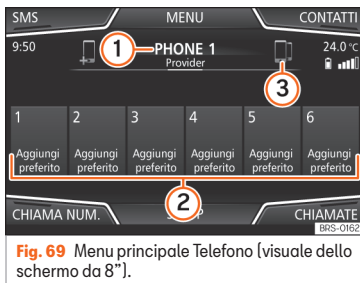 SMS MENU CONTATTI
9:50 1 PHONE 1 24.0 °C
Provider
3
1 2 3 4 5 6
Aggiungi preferito Aggiungi preferito Aggiungi preferito Aggiungi preferito Aggiungi preferito Aggiungi preferito
2
CHIAMA NUM. CHIAMATE
BRS-0162
Fig. 69 Menu principale Telefono (visuale dello
schermo da 8”).